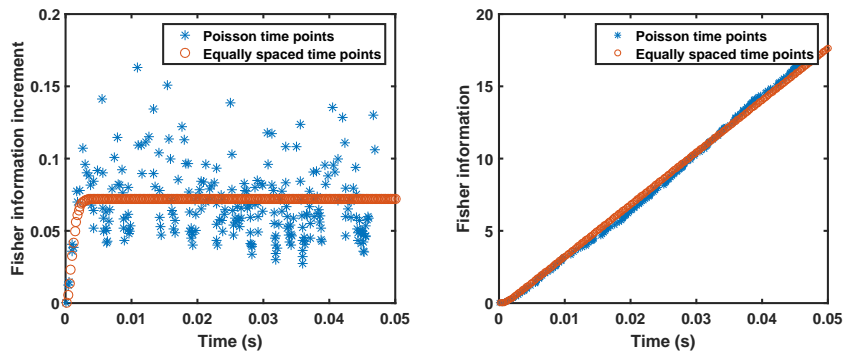 Fisher information increment
0.2
0.15
0.1
0.05
0
Poisson time points
Equally spaced time points
0
0.01
0.02
0.03
0.04
0.05
Time (s)
Fisher information
20
15
10
5
0
Poisson time points
Equally spaced time points
0
0.01
0.02
0.03
0.04
0.05
Time (s)